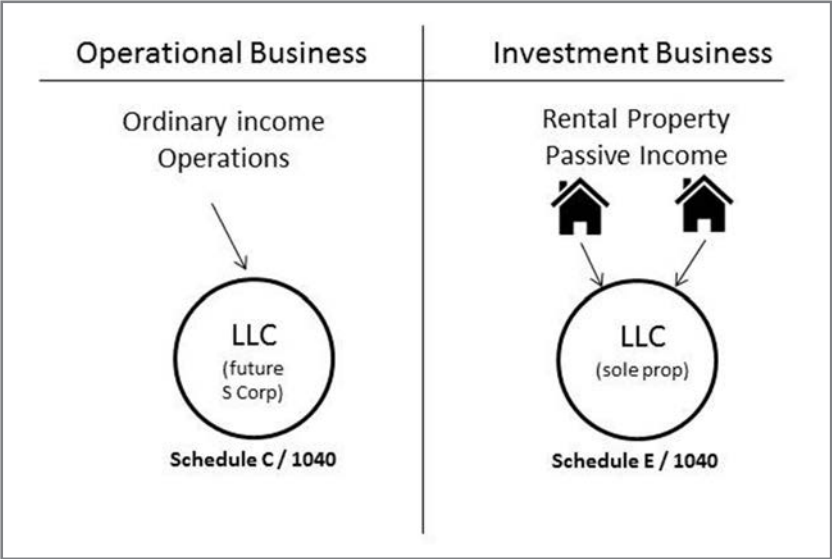 Operational Business
Ordinary income
Operations
LLC
(future
S Corp)
Schedule C / 1040
Investment Business
Rental Property
Passive Income
LLC
(sole prop)
Schedule E / 1040